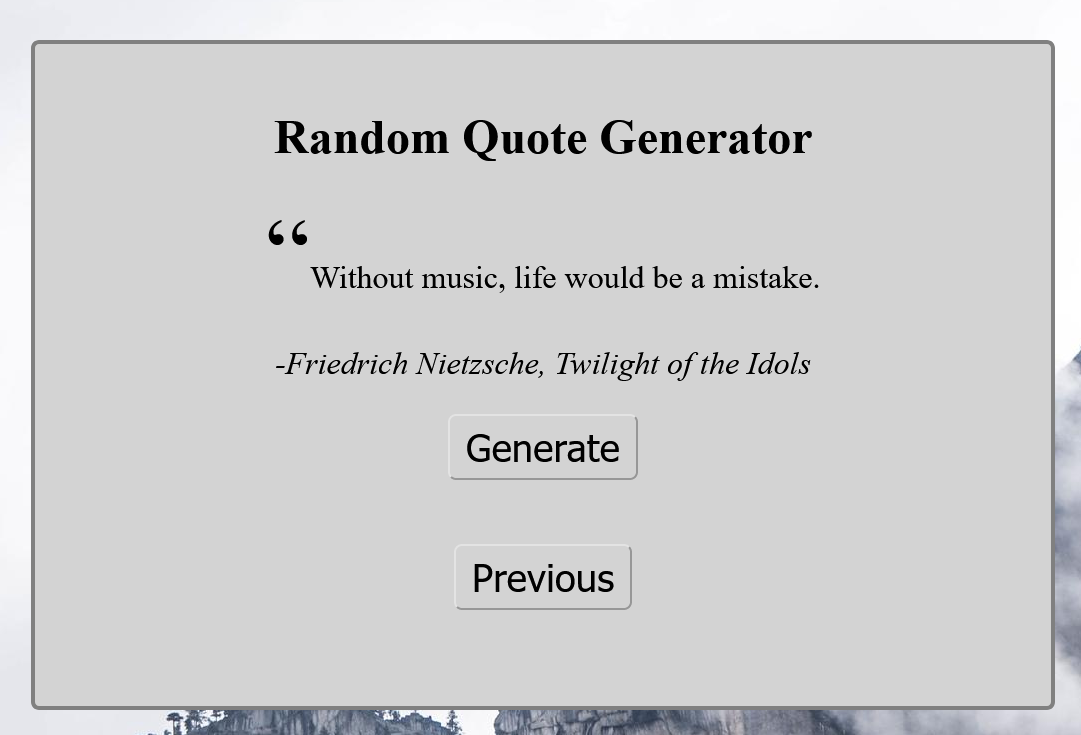 Random Quote Generator
“
Without music, life would be a mistake.
-Friedrich Nietzsche, Twilight of the Idols
Generate
Previous